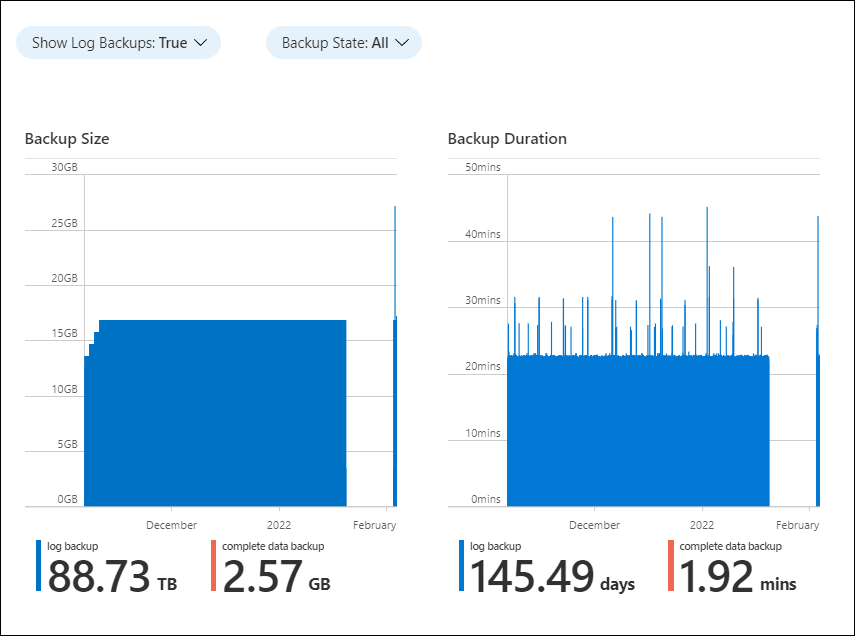 Show Log Backups: True
Backup State: All
Backup Size
30GB
25GB
20GB
15GB
10GB
5GB
0GB
December 2022 February
log backup
88.73 TB
complete data backup
2.57 GB
Backup Duration
50mins
40mins
30mins
20mins
10mins
0mins
December 2022 February
log backup
145.49 days
complete data backup
1.92 mins